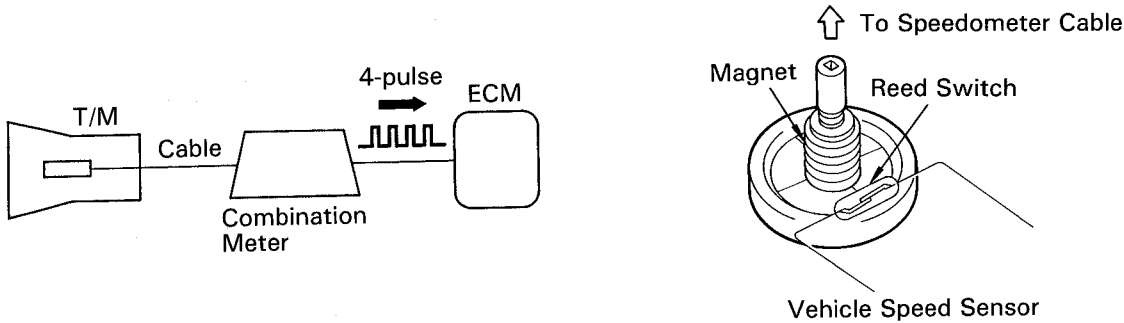 T/M
Cable
Combination
Meter
4-pulse
ECM
To Speedometer Cable
Magnet
Reed Switch
Vehicle Speed Sensor